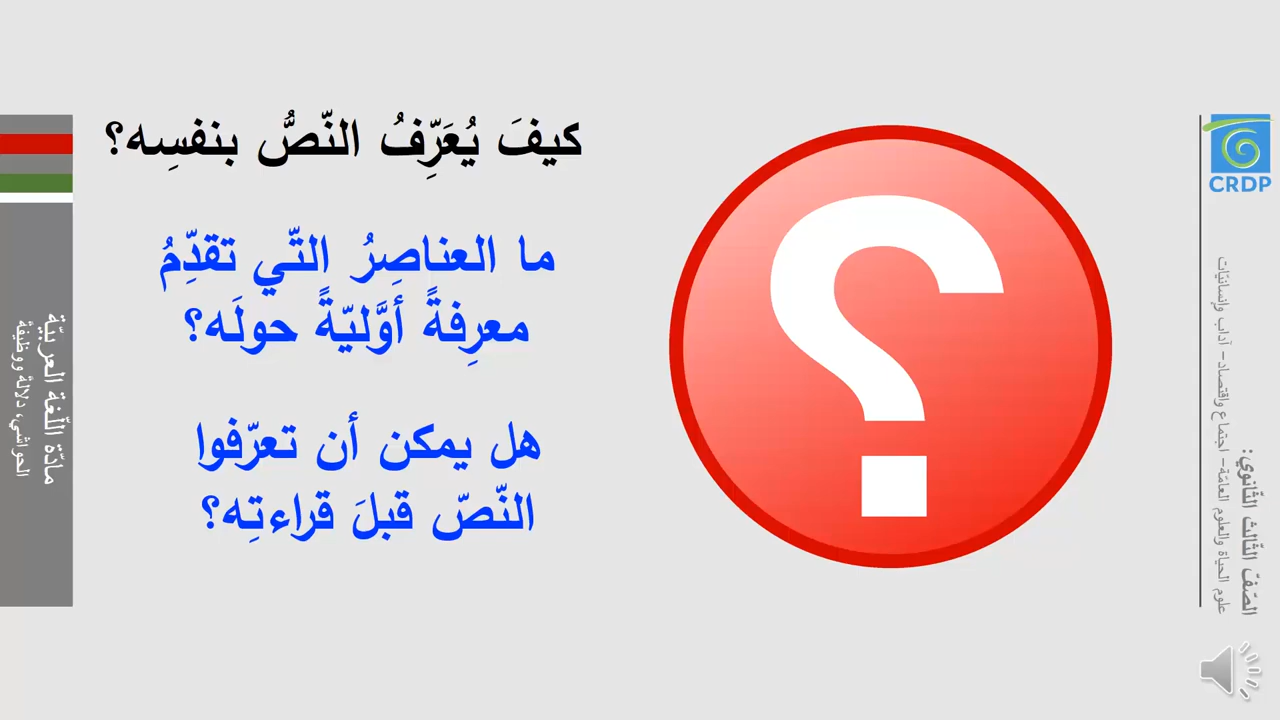 كيفَ يُعَرِّفُ النّصُّ بنفسِه؟
ما العناصِرُ التّي تقدِّمُ
معرِفةً أوَّليّةً حولَه؟
هل يمكن أن تعرّفوا
النّصّ قبلَ قراءتِه؟
CRDP
الصّفّ الثّالث الثّانوي:
علوم الحياة والعلوم العامّة- اجتماع واقتصاد- آداب وإنسانيّات
مادّة اللّغة العربيّة
الحواشي، دلالةً ووظيفةً